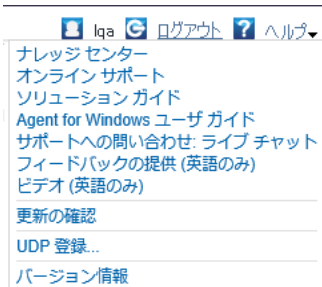 lqa ログアウト ヘルプ
ナレッジ センター
オンライン サポート
ソリューション ガイド
Agent for Windows ユーザ ガイド
サポートへの問い合わせ: ライブ チャット
フィードバックの提供 (英語のみ)
ビデオ (英語のみ)
更新の確認
UDP 登録...
バージョン情報